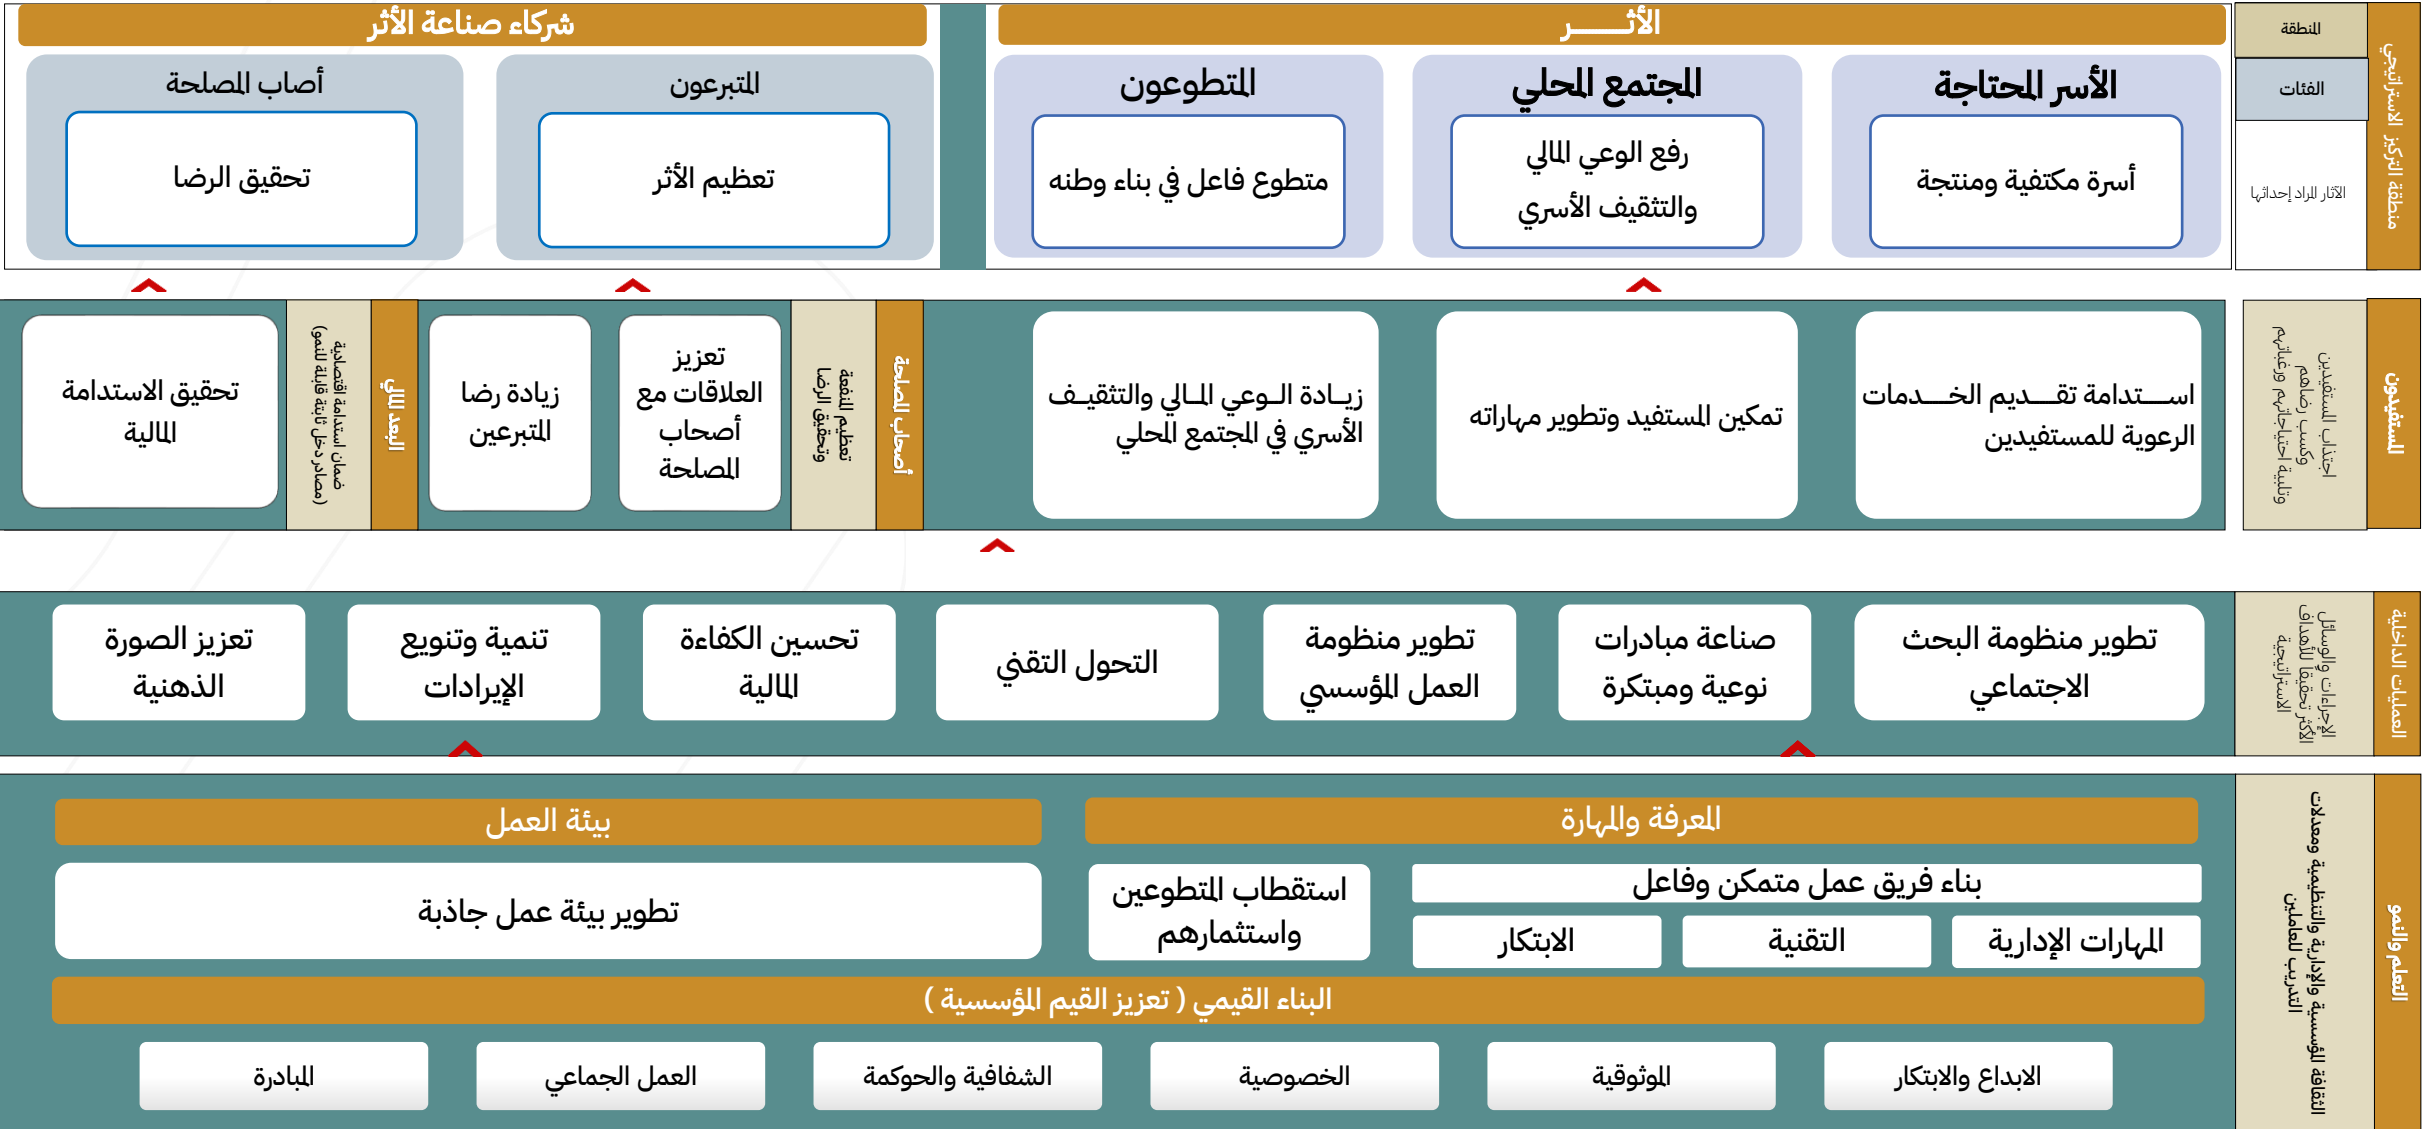 منطقة التركيز الاستراتيجي
المنطقة
الفئات
الآثار المراد إحداثها
الأثـــــر
الأسر المحتاجة
أسرة مكتفية ومنتجة
المجتمع المحلي
رفع الوعي المالي
والتثقيف الأسري
المتطوعون
متطوع فاعل في بناء وطنه
شركاء صناعة الأثر
المتبرعون
تعظيم الأثر
أصاب المصلحة
تحقيق الرضا
المستفيدون
اجتذاب المستفيدين
وكسب رضاهم
وتلبية احتياجاتهم ورغباتهم
اســـتدامة تقـــديم الخـــدمات
الرعوية للمستفيدين
تمكين المستفيد وتطوير مهاراته
زيـادة الـوعي المـالي والتثقيـف
الأسري في المجتمع المحلي
أصحاب المصلحة
تعظيم المنفعة
وتحقيق الرضا
تعزيز
العلاقات مع
أصحاب
المصلحة
زيادة رضا
المتبرعين
البعد المالي
ضمان استدامة اقتصادية
(مصادر دخل ثابتة قابلة للنمو)
تحقيق الاستدامة
المالية
العمليات الداخلية
الإجراءات والوسائل
الأكثر تحقيقاً للأهداف
الاستراتيجية
تطوير منظومة البحث
الاجتماعي
صناعة مبادرات
نوعية ومبتكرة
تطوير منظومة
العمل المؤسسي
التحول التقني
تحسين الكفاءة
المالية
تنمية وتنويع
الإيرادات
تعزيز الصورة
الذهنية
التعلم والنمو
الثقافة المؤسسية والإدارية والتنظيمية ومعدلات
التدريب للعاملين
المعرفة والمهارة
بناء فريق عمل متمكن وفاعل
المهارات الإدارية
التقنية
الابتكار
استقطاب المتطوعين
واستثمارهم
بيئة العمل
تطوير بيئة عمل جاذبة
البناء القيمي ( تعزيز القيم المؤسسية )
الابداع والابتكار
الموثوقية
الخصوصية
الشفافية والحوكمة
العمل الجماعي
المبادرة